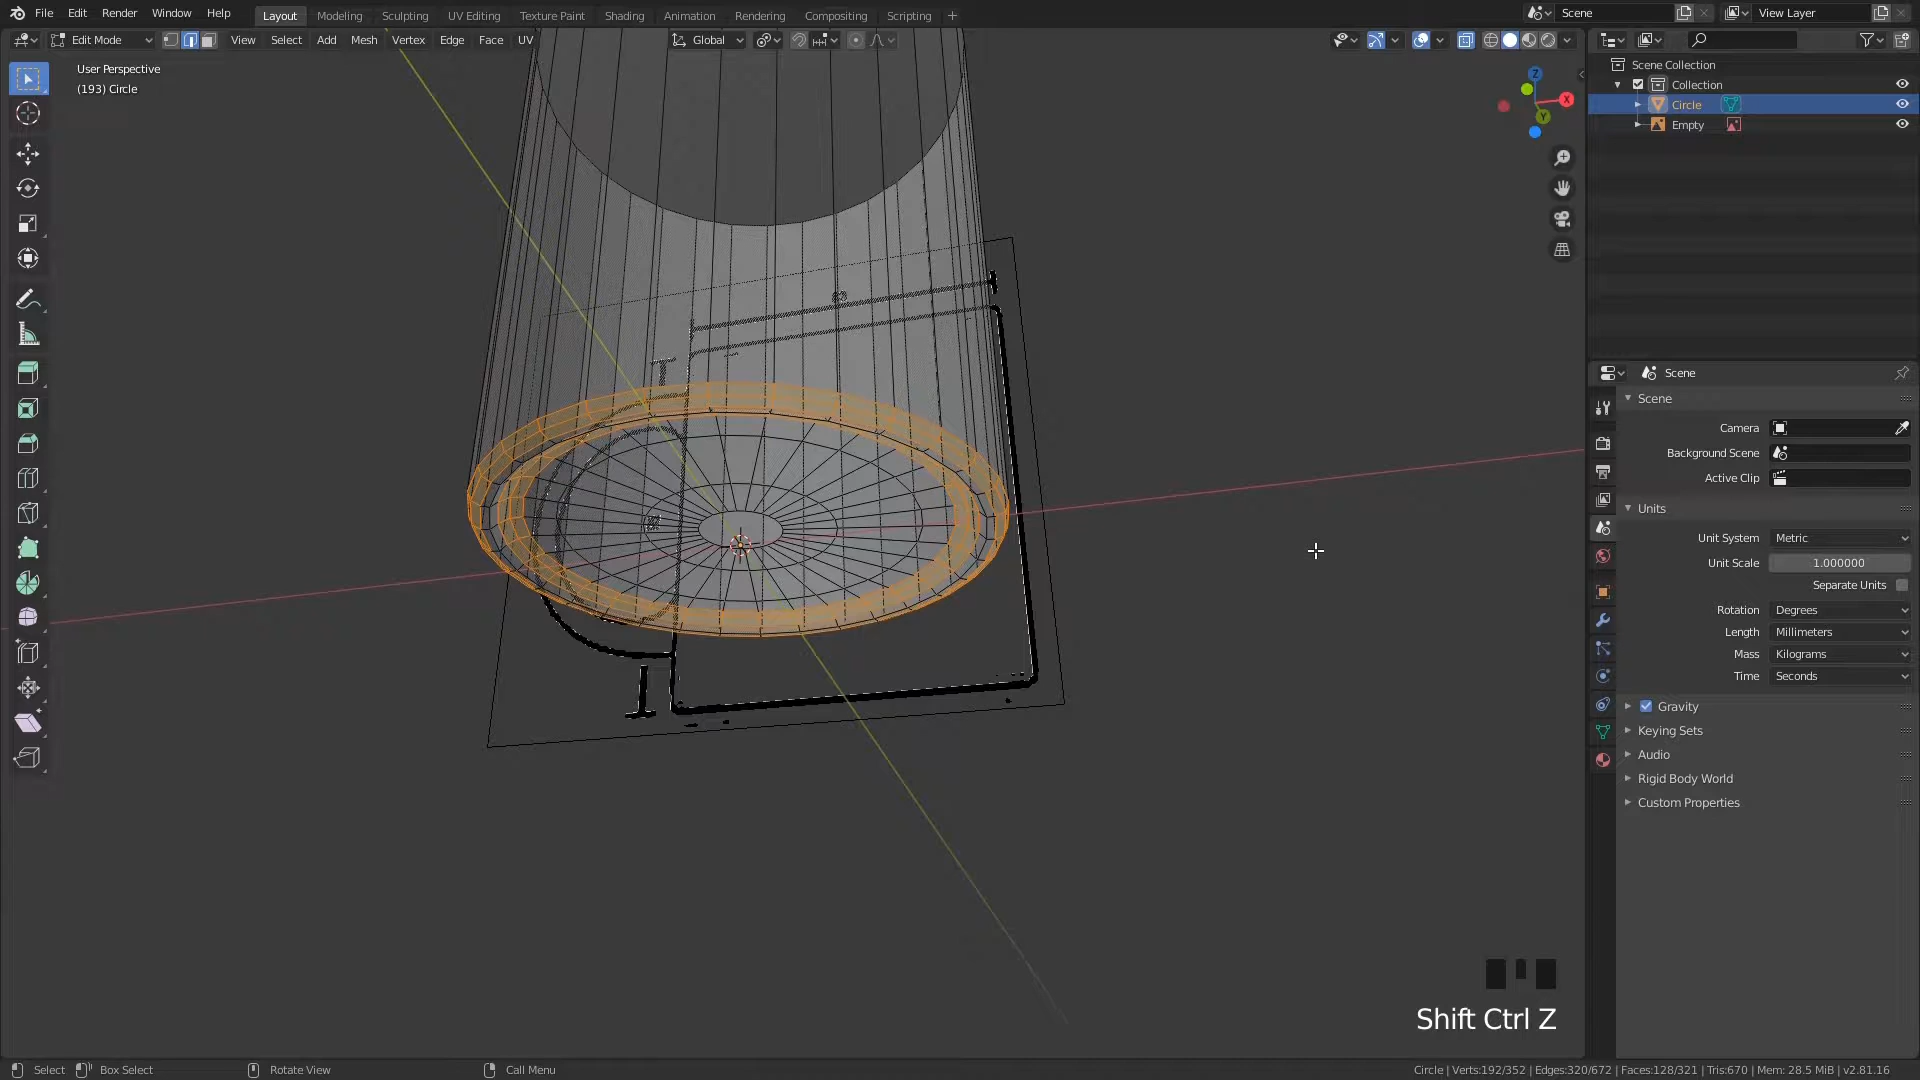 File Edit Render Window Help
Layout Modeling Sculpting UV Editing Texture Paint Shading Animation Rendering Compositing Scripting +
Scene
View Layer
Edit Mode
View Select Add Mesh Vertex Edge Face UV
Global
User Perspective
(193) Circle
Z
X
Y
Scene Collection
Collection
Circle
Empty
Scene
Scene
Camera
Background Scene
Active Clip
Units
Unit System Metric
Unit Scale 1.000000
Separate Units
Rotation Degrees
Length Millimeters
Mass Kilograms
Time Seconds
Gravity
Keying Sets
Audio
Rigid Body World
Custom Properties
Shift Ctrl Z
Select Box Select Rotate View Call Menu
Circle | Verts:192/352 | Edges:320/672 | Faces:128/321 | Tris:670 | Mem: 28.5 MiB | v2.81.16